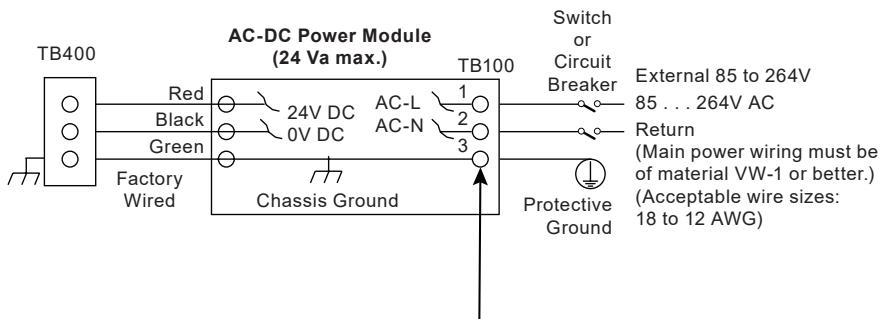 Switch
or
Circuit
Breaker
AC-DC Power Module
(24 Va max.)
TB400
TB100
External 85 to 264V
Red
24V DC
AC-L
1
85 . . . 264V AC
Black
0V DC
AC-N
2
Return
Green
3
(Main power wiring must be
of material VW-1 or better.)
(Acceptable wire sizes:
18 to 12 AWG)
Factory
Wired
Chassis Ground
Protective
Ground